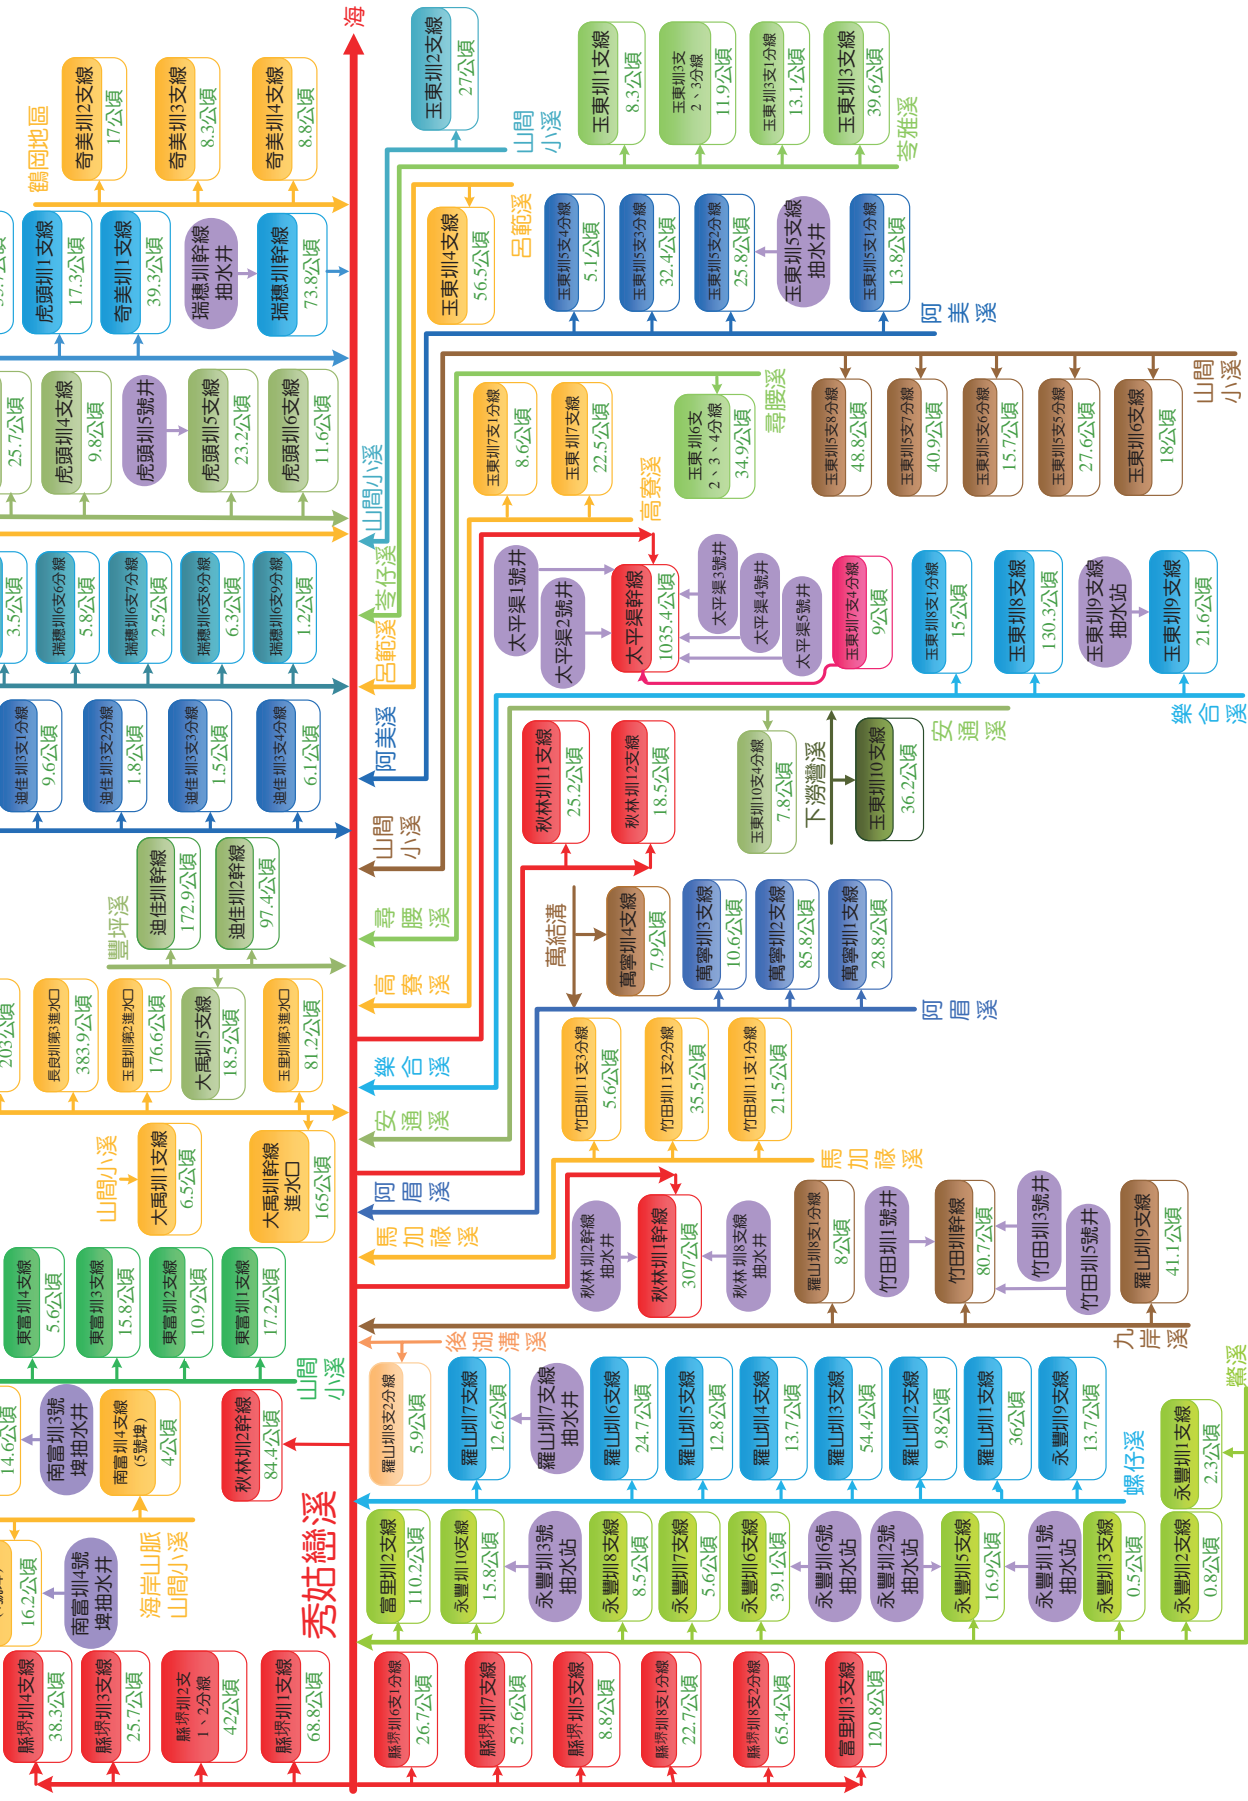 海
秀姑巒溪
鶴岡地區
奇美圳2支線
17公頃
奇美圳3支線
8.3公頃
奇美圳4支線
8.8公頃
虎頭圳1支線
17.3公頃
奇美圳1支線
39.3公頃
瑞穗圳幹線
抽水井
瑞穗圳幹線
73.8公頃
25.7公頃
虎頭圳4支線
9.8公頃
虎頭圳5號井
虎頭圳5支線
23.2公頃
虎頭圳6支線
11.6公頃
3.5公頃
瑞穗圳6支6分線
5.8公頃
瑞穗圳6支7分線
2.5公頃
瑞穗圳6支8分線
6.3公頃
瑞穗圳6支9分線
1.2公頃
迪佳圳3支1分線
9.6公頃
迪佳圳3支2分線
1.8公頃
迪佳圳3支3分線
1.5公頃
迪佳圳3支4分線
6.1公頃
豐坪溪
迪佳圳幹線
172.9公頃
迪佳圳2幹線
97.4公頃
大禹圳5支線
18.5公頃
203公頃
長良圳第3進水口
383.9公頃
玉里圳第2進水口
176.6公頃
玉里圳第3進水口
81.2公頃
山間小溪
大禹圳1支線
6.5公頃
大禹圳幹線
進水口
165公頃
東富圳4支線
5.6公頃
東富圳3支線
15.8公頃
東富圳2支線
10.9公頃
東富圳1支線
17.2公頃
山間
小溪
14.6公頃
南富圳3號
埤抽水井
南富圳4支線
(5號埤)
4公頃
秋林圳2幹線
84.4公頃
16.2公頃
南富圳4號
埤抽水井
海岸山脈
山間小溪
縣堺圳4支線
38.3公頃
縣堺圳3支線
25.7公頃
縣堺圳2支
1、2分線
42公頃
縣堺圳1支線
68.8公頃
玉東圳2支線
27公頃
山間
小溪
山間小溪
玉東圳1支線
8.3公頃
玉東圳3支
2、3分線
11.9公頃
玉東圳3支1分線
13.1公頃
玉東圳3支線
39.6公頃
苓雅溪
苓仔溪
玉東圳4支線
56.5公頃
呂範溪
呂範溪
玉東圳5支4分線
5.1公頃
玉東圳5支3分線
32.4公頃
玉東圳5支2分線
25.8公頃
玉東圳5支線
抽水井
玉東圳5支1分線
13.8公頃
阿美溪
阿美溪
玉東圳5支8分線
48.8公頃
玉東圳5支7分線
40.9公頃
玉東圳5支6分線
15.7公頃
玉東圳5支5分線
27.6公頃
玉東圳6支線
18公頃
山間
小溪
山間
小溪
玉東圳6支
2、3、4分線
34.9公頃
尋腰溪
尋腰溪
玉東圳7支1分線
8.6公頃
玉東圳7支線
22.5公頃
高寮溪
高寮溪
太平渠1號井
太平渠2號井
太平渠幹線
1035.4公頃
太平渠3號井
太平渠4號井
太平渠5號井
玉東圳7支4分線
9公頃
玉東圳8支1分線
15公頃
玉東圳8支線
130.3公頃
玉東圳9支線
抽水站
玉東圳9支線
21.6公頃
樂合溪
樂合溪
玉東圳10支4分線
7.8公頃
下澇灣溪
玉東圳10支線
36.2公頃
安通溪
安通溪
秋林圳11支線
25.2公頃
秋林圳12支線
18.5公頃
萬結溝
萬寧圳4支線
7.9公頃
萬寧圳3支線
10.6公頃
萬寧圳2支線
85.8公頃
萬寧圳1支線
28.8公頃
阿眉溪
阿眉溪
竹田圳11支3分線
5.6公頃
竹田圳11支2分線
35.5公頃
竹田圳11支1分線
21.5公頃
馬加祿溪
馬加祿溪
秋林圳2幹線
抽水井
秋林圳1幹線
307公頃
秋林圳8支線
抽水井
羅山圳8支1分線
8公頃
竹田圳1號井
竹田圳幹線
80.7公頃
竹田圳3號井
竹田圳5號井
羅山圳9支線
41.1公頃
九岸溪
後湖溝溪
羅山圳8支2分線
5.9公頃
羅山圳7支線
12.6公頃
羅山圳7支線
抽水井
羅山圳6支線
24.7公頃
羅山圳5支線
12.8公頃
羅山圳4支線
13.7公頃
羅山圳3支線
54.4公頃
羅山圳2支線
9.8公頃
羅山圳1支線
36公頃
永豐圳9支線
13.7公頃
螺仔溪
鱉溪
永豐圳1支線
2.3公頃
富里圳2支線
110.2公頃
永豐圳10支線
15.8公頃
永豐圳3號
抽水站
永豐圳8支線
8.5公頃
永豐圳7支線
5.6公頃
永豐圳6支線
39.1公頃
永豐圳6號
抽水站
永豐圳2號
抽水站
永豐圳5支線
16.9公頃
永豐圳1號
抽水站
永豐圳3支線
0.5公頃
永豐圳2支線
0.8公頃
縣堺圳6支1分線
26.7公頃
縣堺圳7支線
52.6公頃
縣堺圳5支線
8.8公頃
縣堺圳8支1分線
22.7公頃
縣堺圳8支2分線
65.4公頃
富里圳3支線
120.8公頃